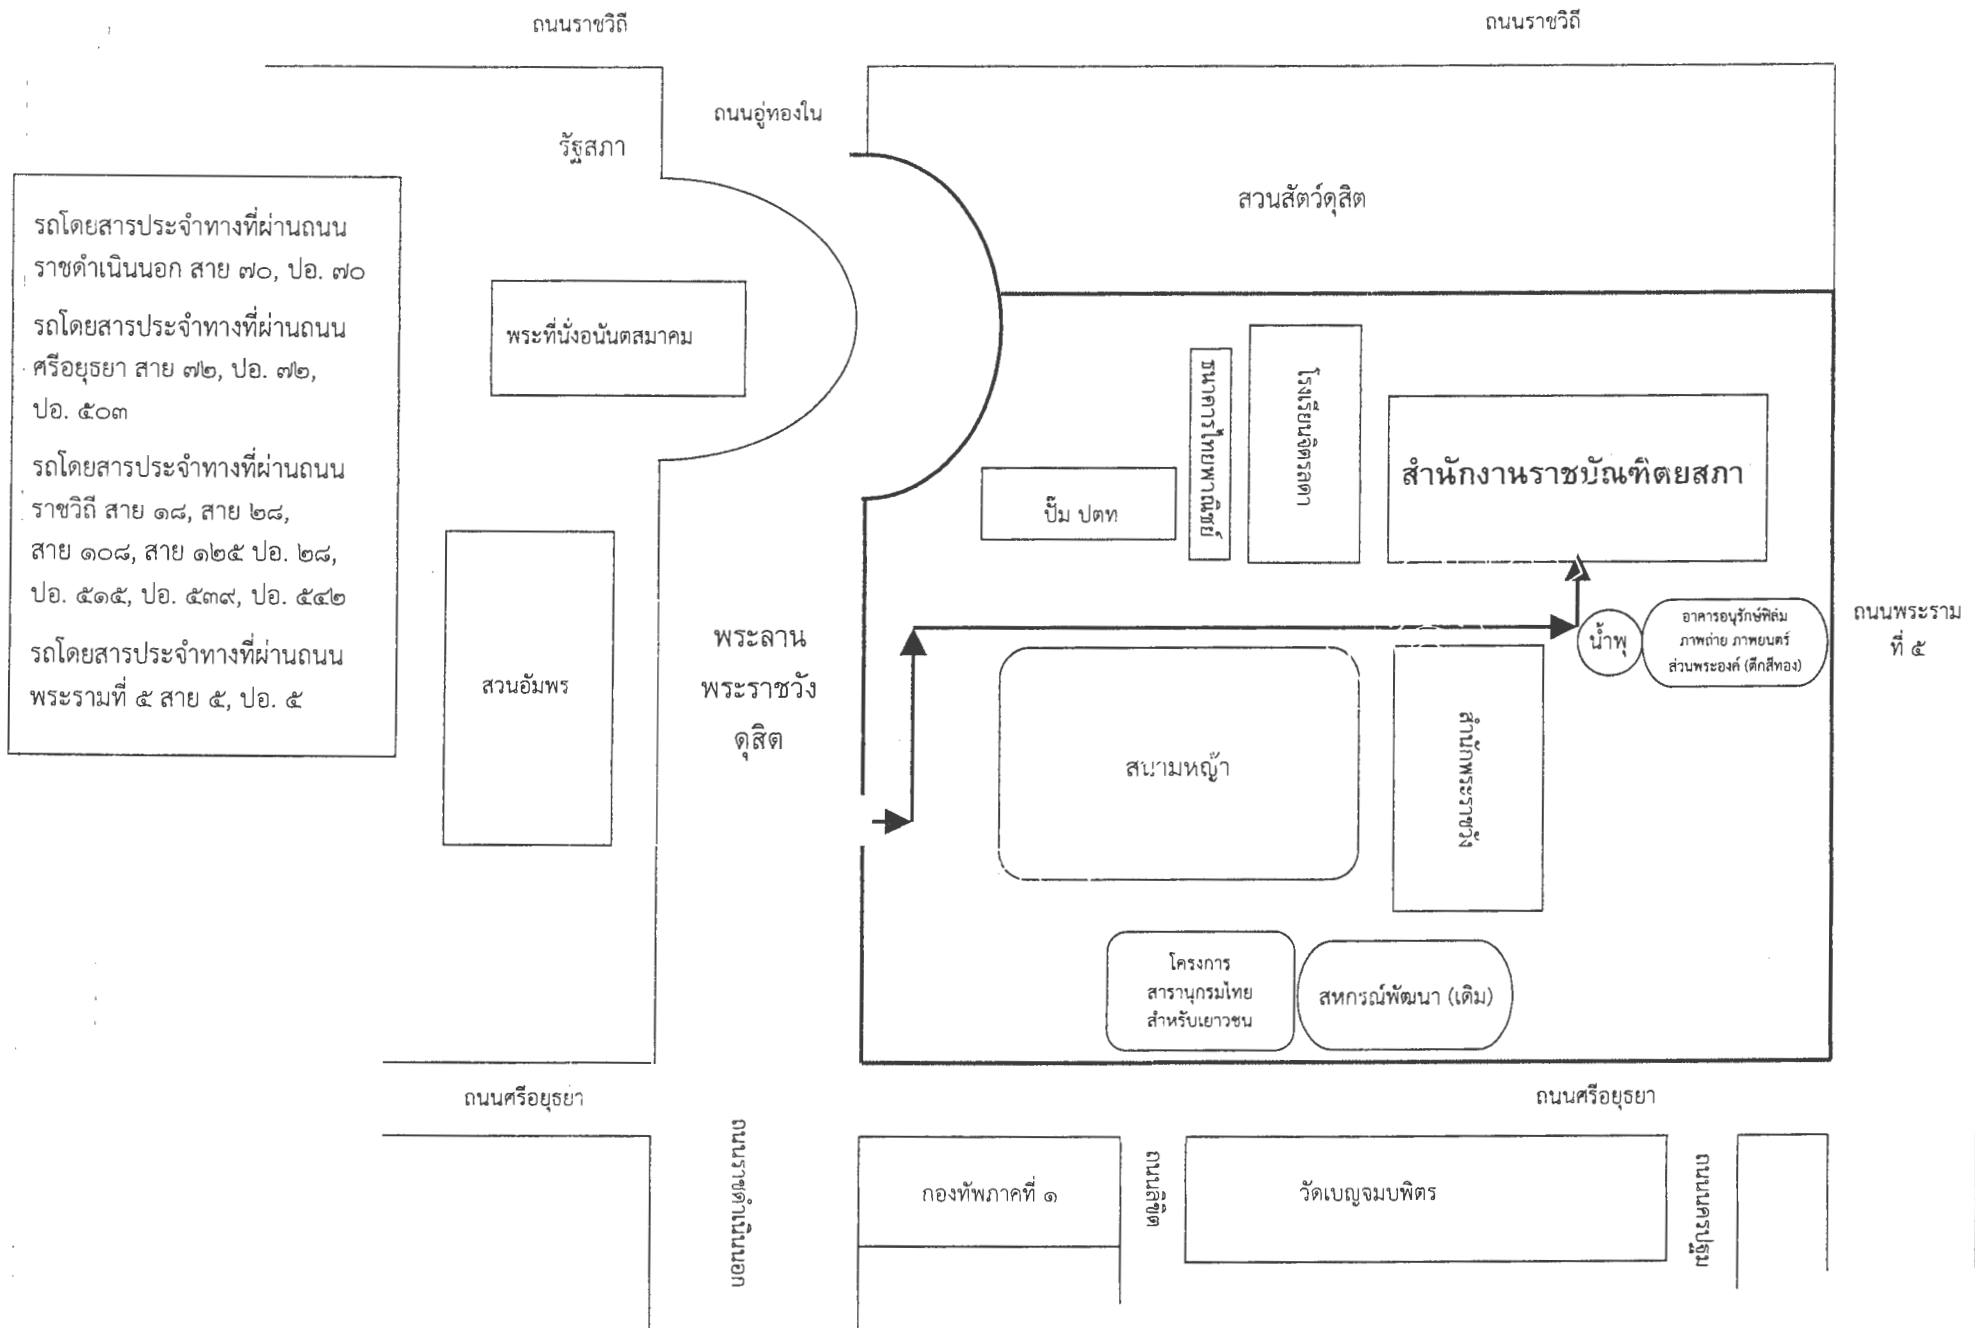 ถนนราชวิถี
ถนนราชวิถี
ถนนอู่ทองใน
รัฐสภา
สวนสัตว์ดุสิต
รถโดยสารประจำทางที่ผ่านถนน
ราชดำเนินนอก สาย ๗๐, ปอ. ๗๐
รถโดยสารประจำทางที่ผ่านถนน
ศรีอยุธยา สาย ๗๒, ปอ. ๗๒,
ปอ. ๕๐๓
รถโดยสารประจำทางที่ผ่านถนน
ราชวิถี สาย ๑๘, สาย ๒๘,
สาย ๑๐๘, สาย ๑๒๕ ปอ. ๒๘,
ปอ. ๕๑๕, ปอ. ๕๓๙, ปอ. ๕๔๒
รถโดยสารประจำทางที่ผ่านถนน
พระรามที่ ๕ สาย ๕, ปอ. ๕
พระที่นั่งอนันตสมาคม
ธนาคารไทยพาณิชย์
โรงเรียนจิตรลดา
สำนักงานราชบัณฑิตยสภา
ปั๊ม ปตท
สวนอัมพร
พระลาน
พระราชวัง
ดุสิต
น้ำพุ
อาคารอนุรักษ์ฟิล์ม
ภาพถ่าย ภาพยนตร์
ส่วนพระองค์ (ตึกสีทอง)
ถนนพระราม
ที่ ๕
สนามหญ้า
สำนักพระราชวัง
โครงการ
สารานุกรมไทย
สำหรับเยาวชน
สหกรณ์พัฒนา (เดิม)
ถนนศรีอยุธยา
ถนนศรีอยุธยา
ถนนราชดำเนินนอก
กองทัพภาคที่ ๑
ถนนลิขิต
วัดเบญจมบพิตร
ถนนนครปฐม